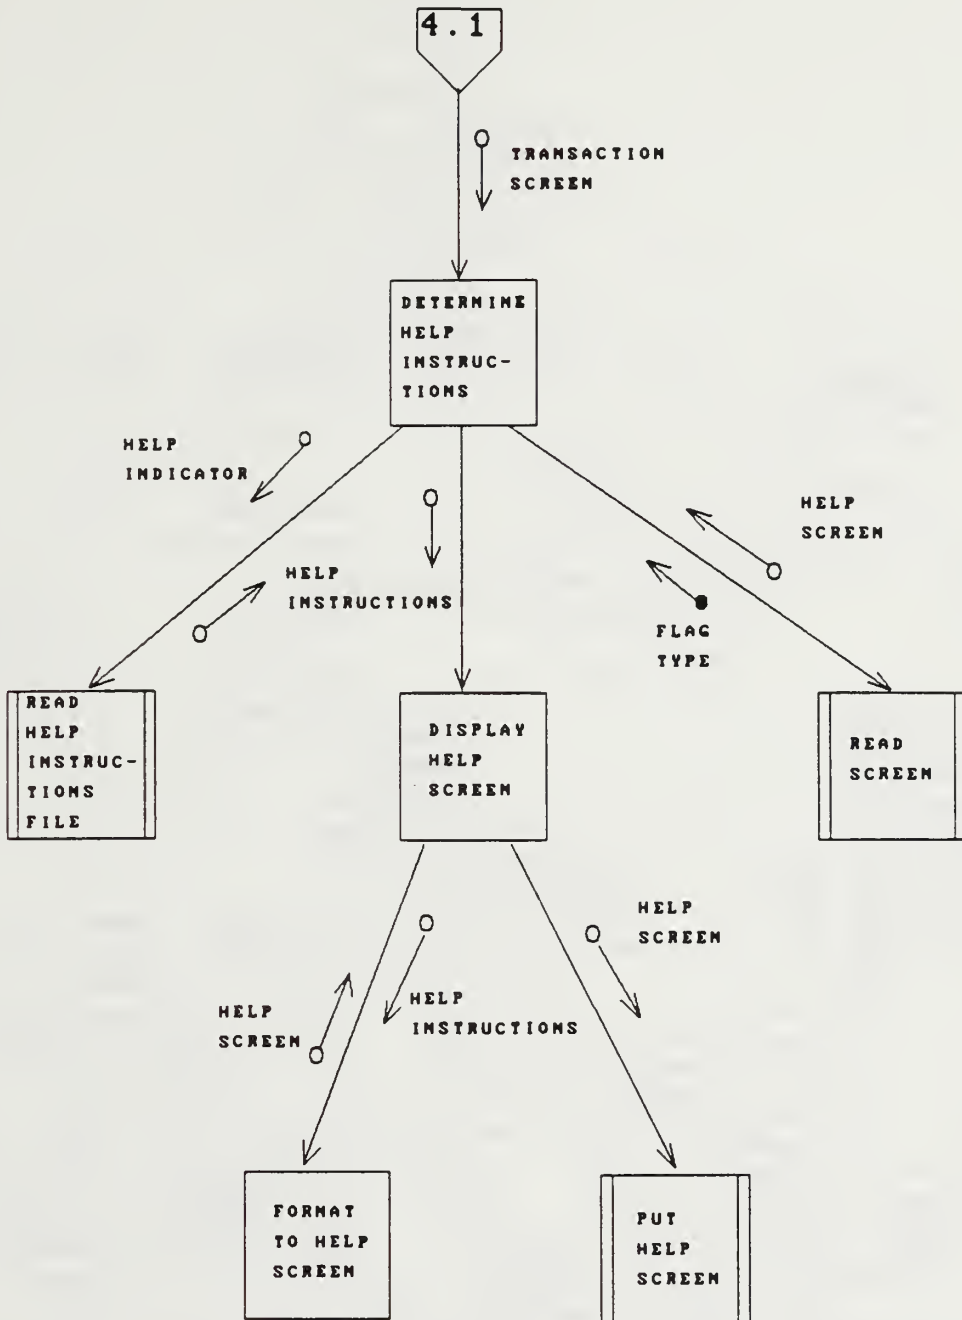 4.1
TRANSACTION
SCREEN
DETERMINE
HELP
INSTRUC-
TIONS
HELP
INDICATOR
HELP
INSTRUCTIONS
HELP
SCREEN
FLAG
TYPE
READ
HELP
INSTRUC-
TIONS
FILE
DISPLAY
HELP
SCREEN
READ
SCREEN
HELP
SCREEN
HELP
INSTRUCTIONS
HELP
SCREEN
FORMAT
TO HELP
SCREEN
PUT
HELP
SCREEN